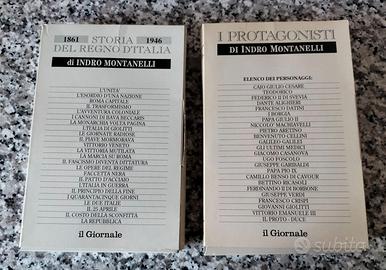 1861 STORIA 1946
DEL REGNO D'ITALIA
di INDRO MONTANELLI
L'UNITA'
L'ESORDIO D'UNA NAZIONE
ROMA CAPITALE
IL TRASFORMISMO
L'AVVENTURA COLONIALE
I CANNONI DI BAVA BECCARIS
LA MONARCHIA VOLTA PAGINA
L'ITALIA DI GIOLITTI
LE GIORNATE RADIOSE
IL PIAVE MORMORAVA
VITTORIO VENETO
LA VITTORIA MUTILATA
LA MARCIA SU ROMA
IL FASCISMO DIVENTA DITTATURA
LE OPERE DEL REGIME
FACCETTA NERA
IL PATTO D'ACCIAIO
L'ITALIA IN GUERRA
IL PRINCIPIO DELLA FINE
I QUARANTACINQUE GIORNI
LE DUE ITALIE
IL 25 APRILE
IL COSTO DELLA SCONFITTA
LA REPUBBLICA
il Giornale
I PROTAGONISTI
DI INDRO MONTANELLI
ELENCO DEI PERSONAGGI:
CAIO GIULIO CESARE
TEODORICO
FEDERICO II DI SVEVIA
DANTE ALIGHIERI
FRANCESCO DATINI
I BORGIA
PAPA GIULIO II
NICCOLO' MACHIAVELLI
PIETRO ARETINO
BENVENUTO CELLINI
GALILEO GALILEI
GLI ULTIMI MEDICI
GIACOMO CASANOVA
UGO FOSCOLO
GIUSEPPE GARIBALDI
PAPA PIO IX
CAMILLO BENSO DI CAVOUR
BETTINO RICASOLI
FERDINANDO II DI BORBONE
GIUSEPPE VERDI
FRANCESCO CRISPI
GIOVANNI GIOLITTI
VITTORIO EMANUELE III
IL PROTO - DUCE
il Giornale
subito